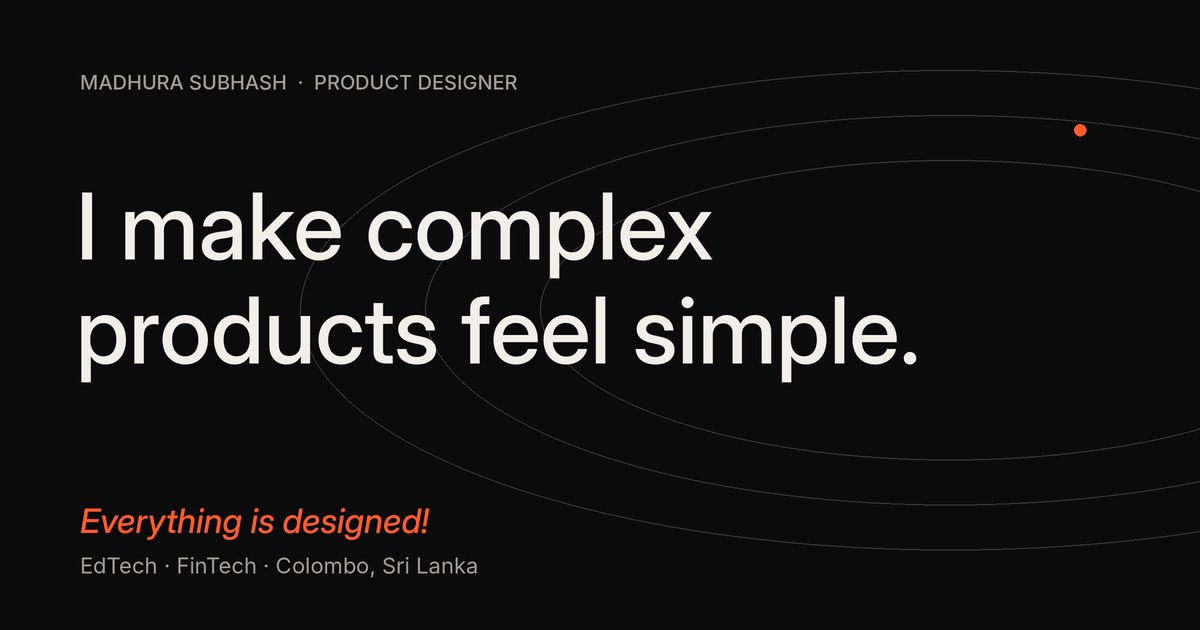 MADHURA SUBHASH · PRODUCT DESIGNER
I make complex
products feel simple.
Everything is designed!
EdTech · FinTech · Colombo, Sri Lanka